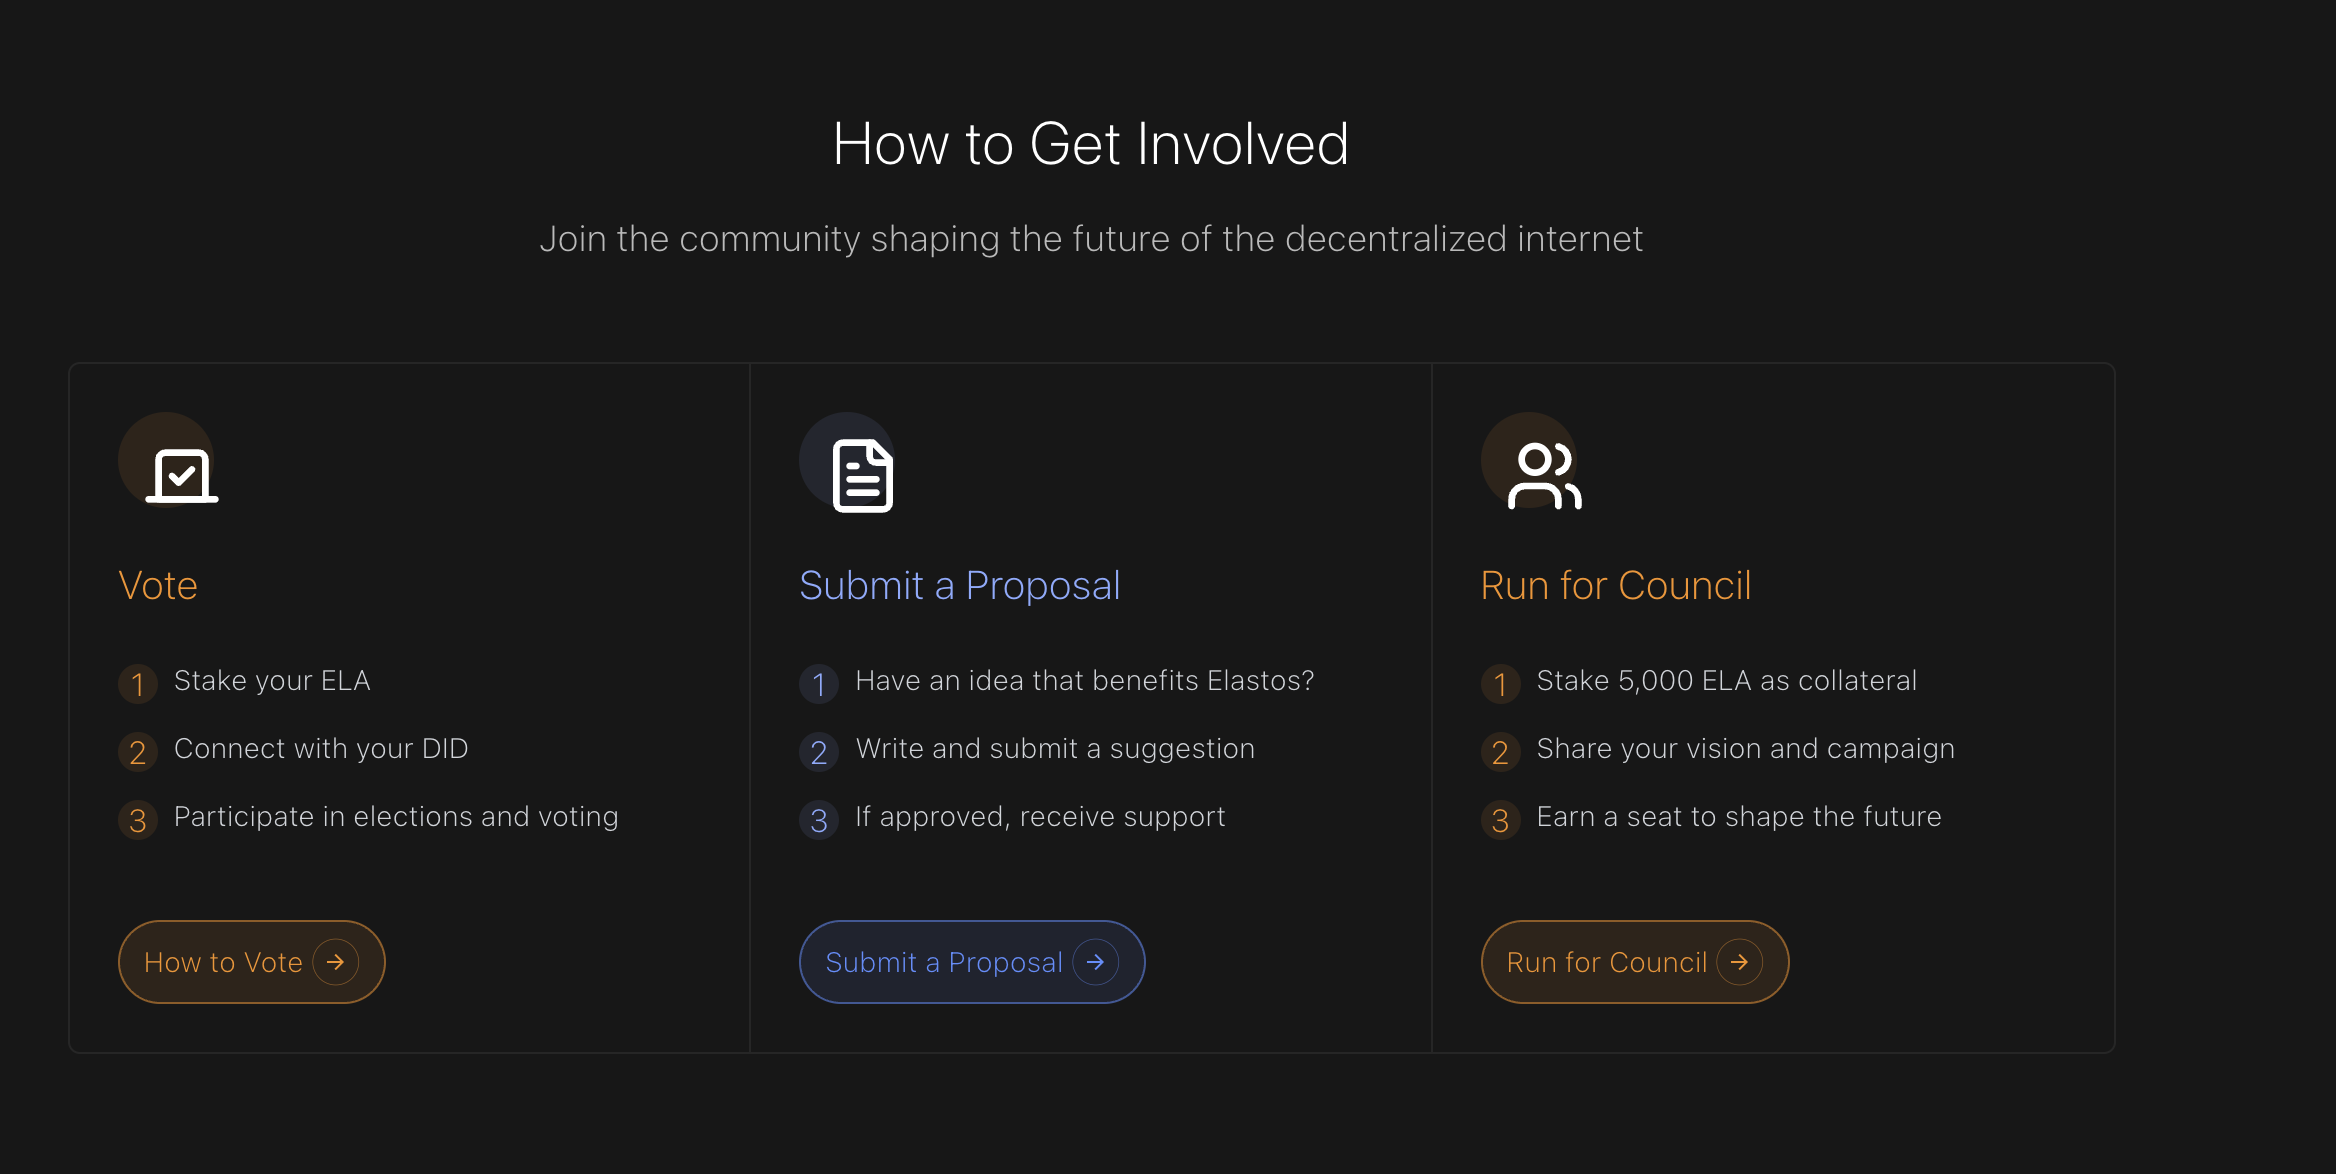 How to Get Involved
Join the community shaping the future of the decentralized internet
Vote
1 Stake your ELA
2 Connect with your DID
3 Participate in elections and voting
How to Vote
Submit a Proposal
1 Have an idea that benefits Elastos?
2 Write and submit a suggestion
3 If approved, receive support
Submit a Proposal
Run for Council
1 Stake 5,000 ELA as collateral
2 Share your vision and campaign
3 Earn a seat to shape the future
Run for Council